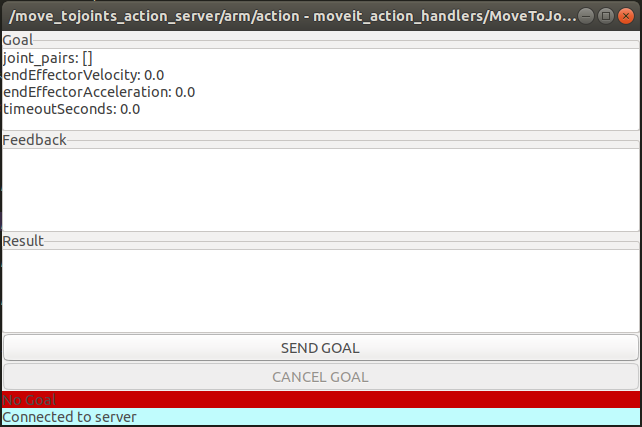 /move_tojoints_action_server/arm/action - moveit_action_handlers/MoveToJo...
Goal
joint_pairs: []
endEffectorVelocity: 0.0
endEffectorAcceleration: 0.0
timeoutSeconds: 0.0
Feedback
Result
SEND GOAL
CANCEL GOAL
No Goal
Connected to server